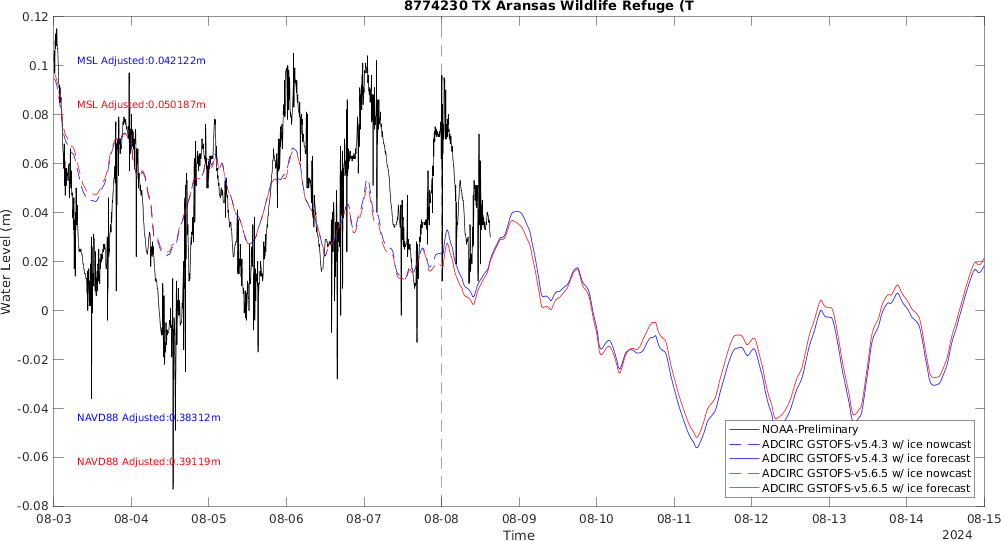 8774230 TX Aransas Wildlife Refuge (T
Water Level (m)
0.12
0.1
0.08
0.06
0.04
0.02
0
-0.02
-0.04
-0.06
-0.08
MSL Adjusted:0.042122m
MSL Adjusted:0.050187m
NAVD88 Adjusted:0.38312m
NAVD88 Adjusted:0.39119m
NOAA-Preliminary
ADCIRC GSTOFS-v5.4.3 w/ ice nowcast
ADCIRC GSTOFS-v5.4.3 w/ ice forecast
ADCIRC GSTOFS-v5.6.5 w/ ice nowcast
ADCIRC GSTOFS-v5.6.5 w/ ice forecast
08-03 08-04 08-05 08-06 08-07 08-08 08-09 08-10 08-11 08-12 08-13 08-14 08-15
Time
2024